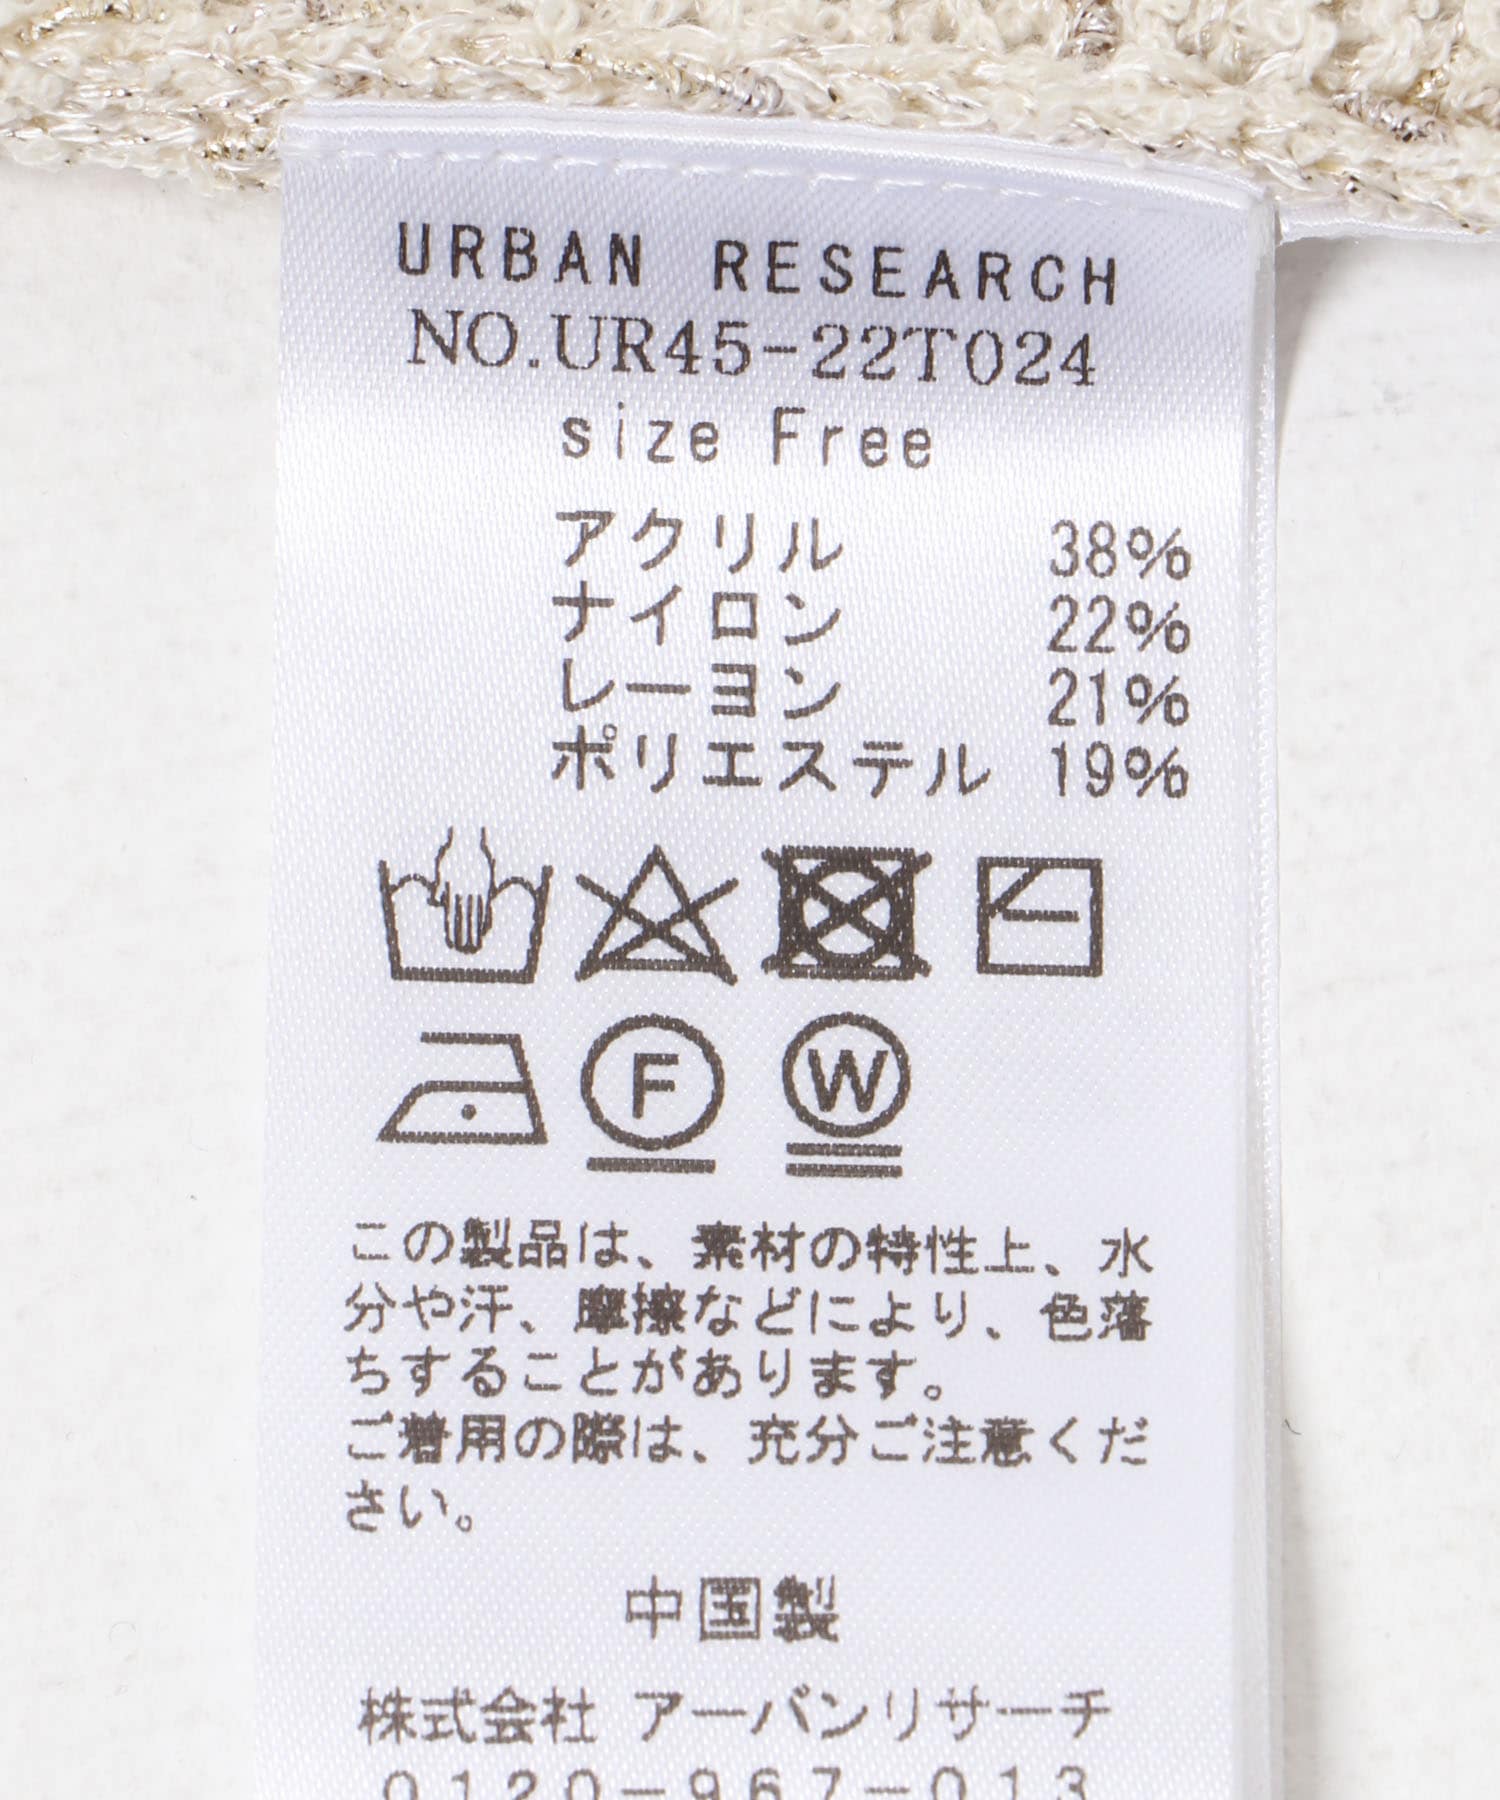 URBAN RESEARCH
NO.UR45-22T024
size Free
アクリル 38%
ナイロン 22%
レーヨン 21%
ポリエステル 19%
F W
この製品は、素材の特性上、水
分や汗、摩擦などにより、色落
ちすることがあります。
ご着用の際は、充分ご注意くだ
さい。
中国製
株式会社 アーバンリサーチ
0120-967-013